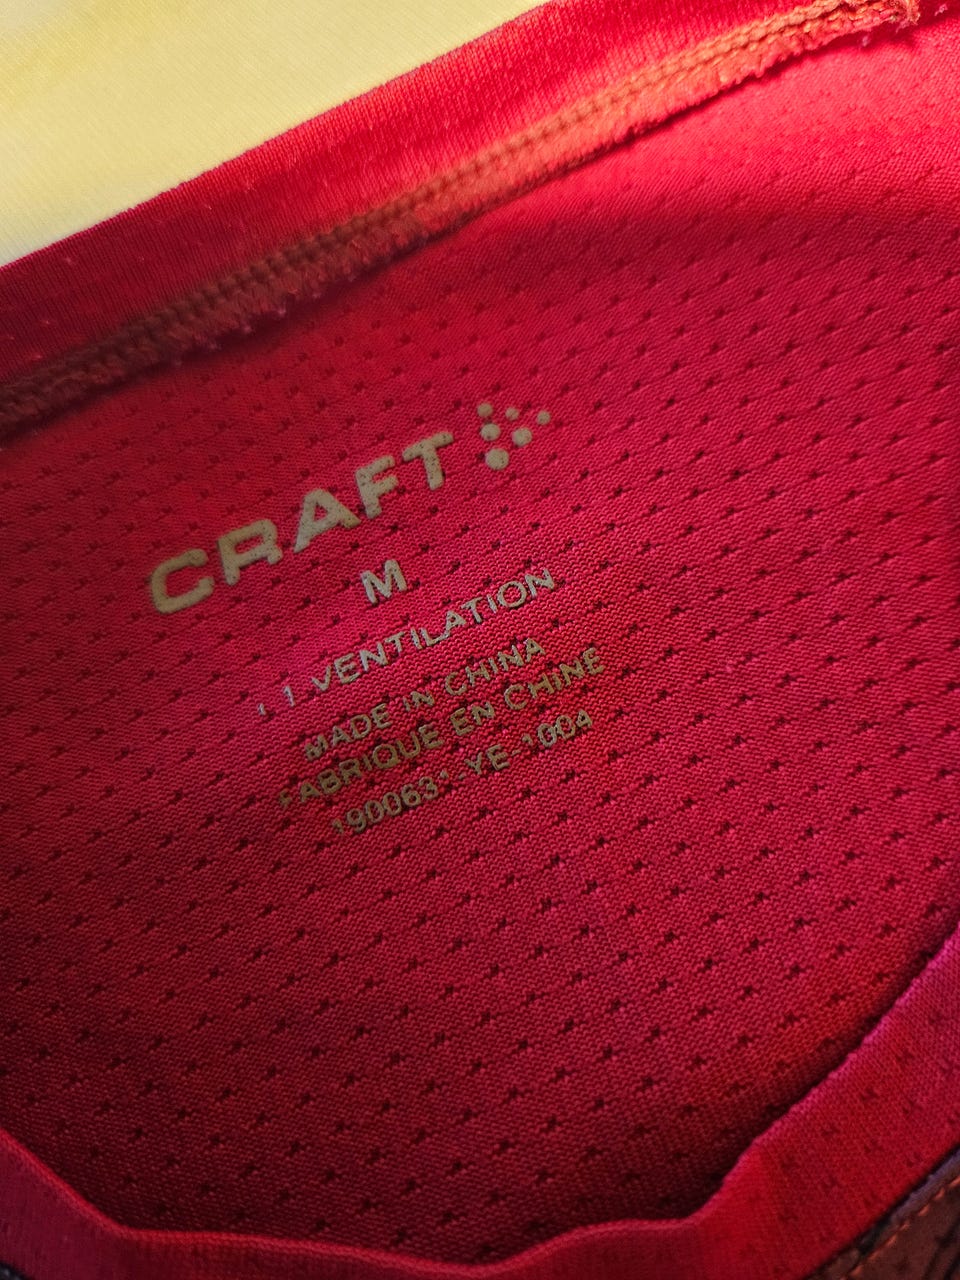 CRAFT
M
1.1 VENTILATION
MADE IN CHINA
FABRIQUE EN CHINE
1900631-YE-1004